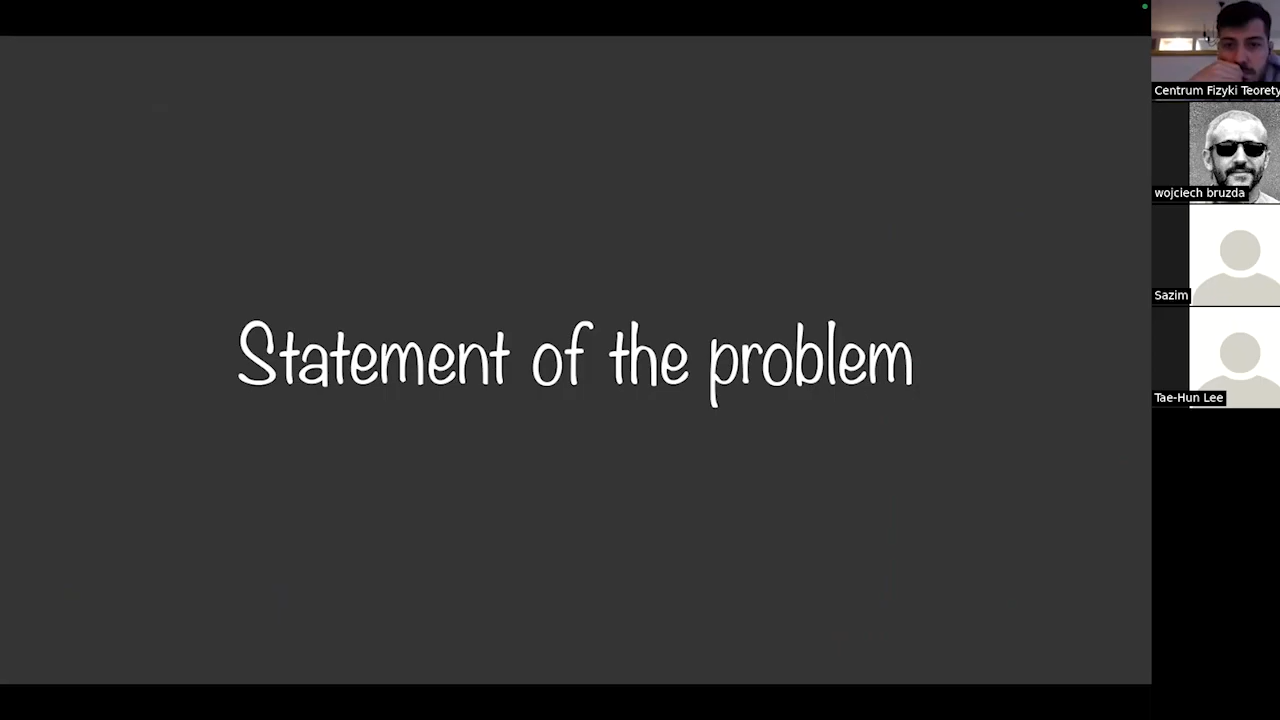 Statement of the problem
Centrum Fizyki Teorety
wojciech bruzda
Sazim
Tae-Hun Lee